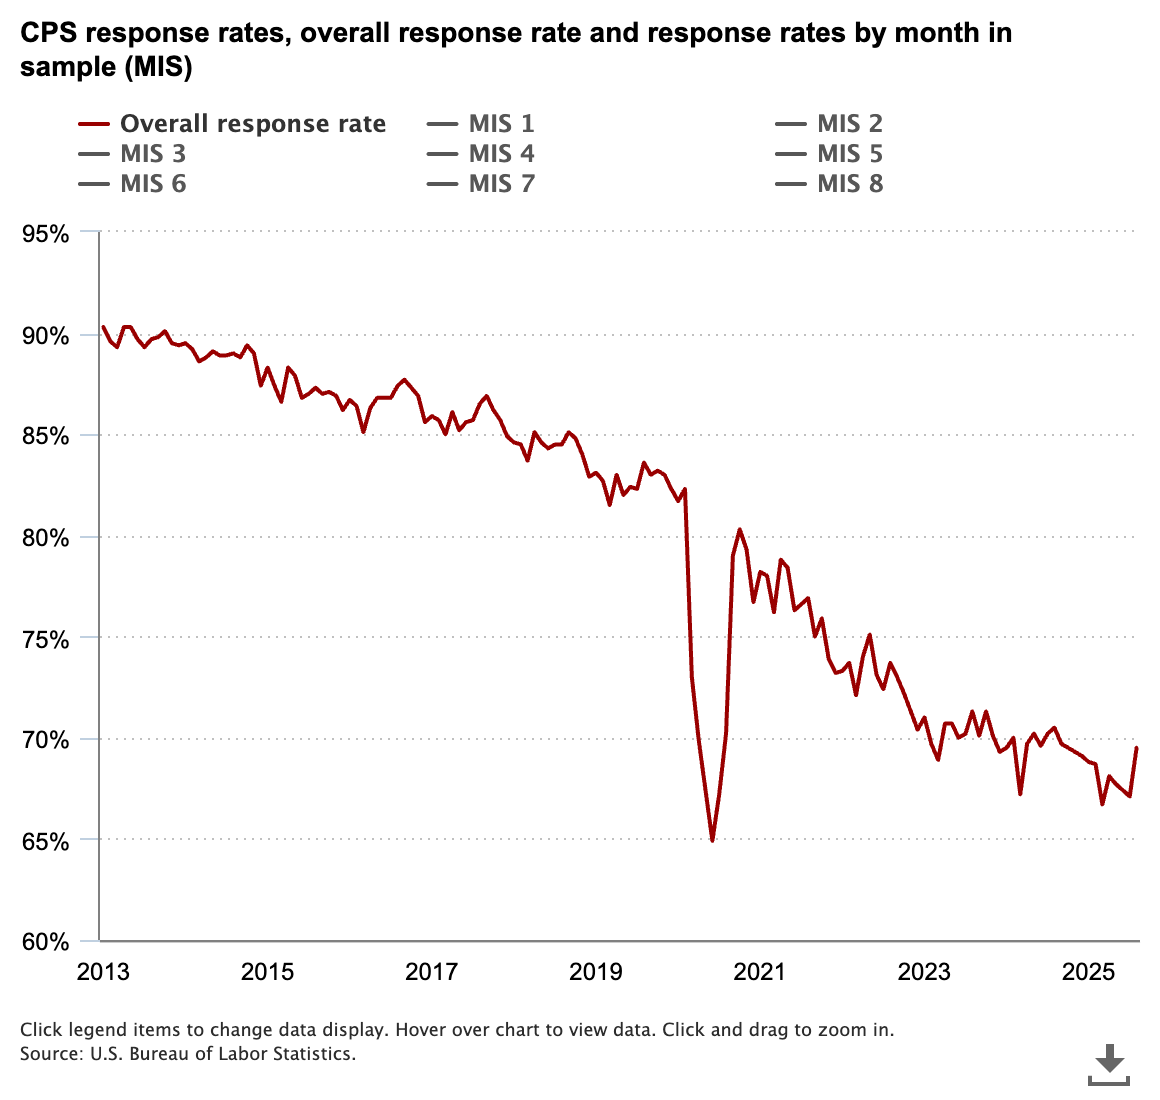 CPS response rates, overall response rate and response rates by month in
sample (MIS)
Overall response rate MIS 1 MIS 2
MIS 3 MIS 4 MIS 5
MIS 6 MIS 7 MIS 8
95%
90%
85%
80%
75%
70%
65%
60%
2013 2015 2017 2019 2021 2023 2025
Click legend items to change data display. Hover over chart to view data. Click and drag to zoom in.
Source: U.S. Bureau of Labor Statistics.